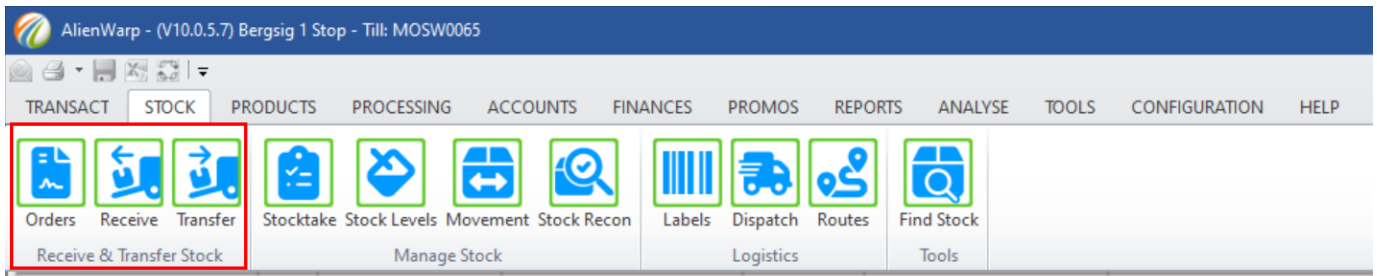 AlienWarp - (V10.0.5.7) Bergsig 1 Stop - Till: MOSW0065
TRANSACT STOCK PRODUCTS PROCESSING ACCOUNTS FINANCES PROMOS REPORTS ANALYSE TOOLS CONFIGURATION HELP
Orders Receive Transfer Stocktake Stock Levels Movement Stock Recon Labels Dispatch Routes Find Stock
Receive & Transfer Stock Manage Stock Logistics Tools